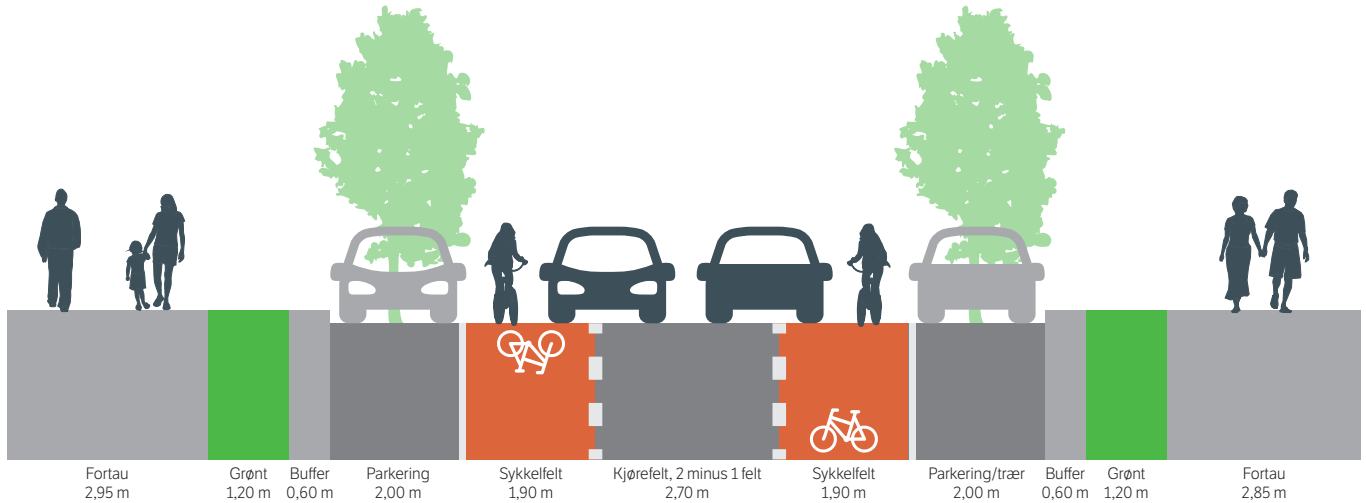 Fortau
2,95 m
Grønt
1,20 m
Buffer
0,60 m
Parkering
2,00 m
Sykkelfelt
1,90 m
Kjørefelt, 2 minus 1 felt
2,70 m
Sykkelfelt
1,90 m
Parkering/trær
2,00 m
Buffer
0,60 m
Grønt
1,20 m
Fortau
2,85 m